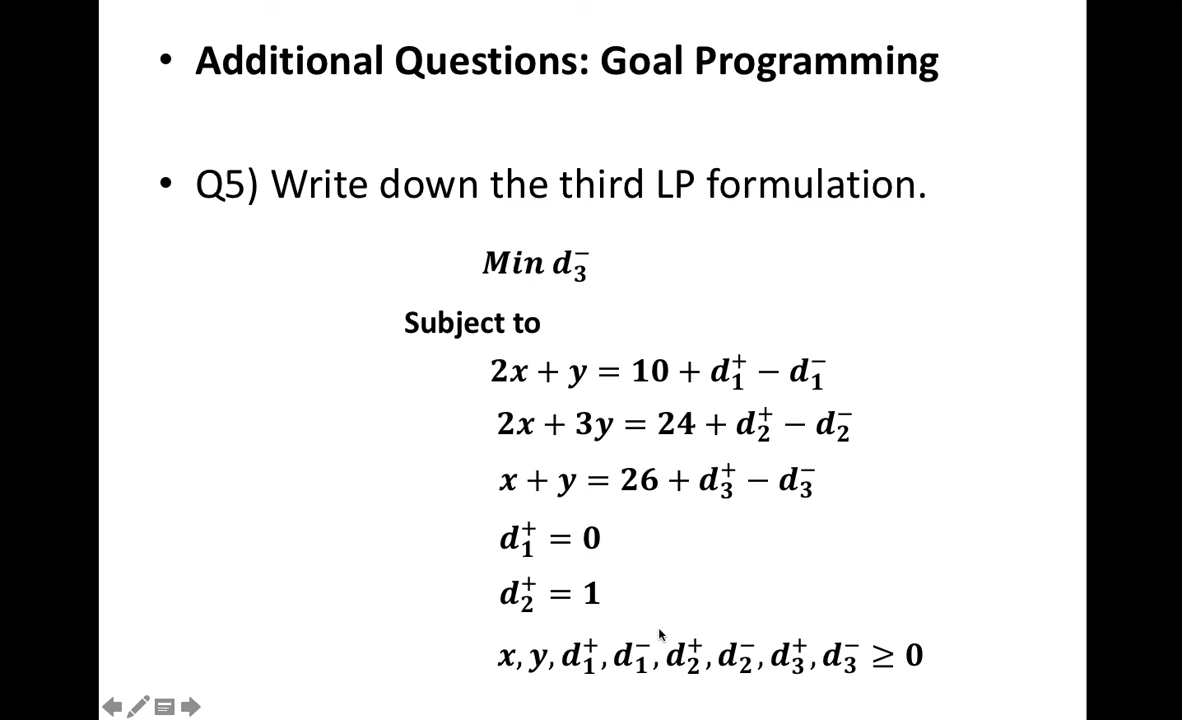 • Additional Questions: Goal Programming
• Q5) Write down the third LP formulation.
Min d₃⁻
Subject to
2x + y = 10 + d₁⁺ − d₁⁻
2x + 3y = 24 + d₂⁺ − d₂⁻
x + y = 26 + d₃⁺ − d₃⁻
d₁⁺ = 0
d₂⁺ = 1
x, y, d₁⁺, d₁⁻, d₂⁺, d₂⁻, d₃⁺, d₃⁻ ≥ 0